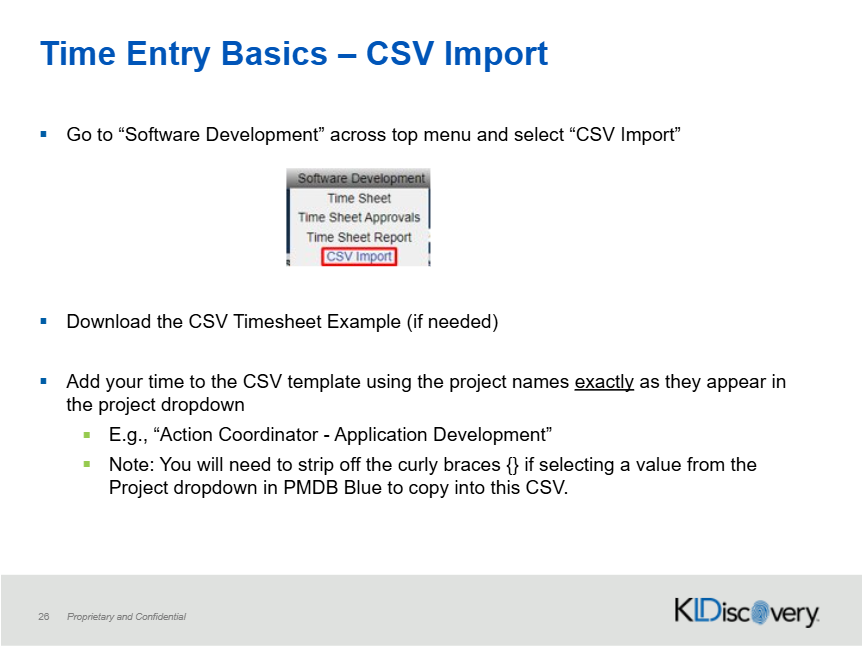 Time Entry Basics – CSV Import
Go to “Software Development” across top menu and select “CSV Import”
Software Development
Time Sheet
Time Sheet Approvals
Time Sheet Report
CSV Import
Download the CSV Timesheet Example (if needed)
Add your time to the CSV template using the project names exactly as they appear in
the project dropdown
E.g., “Action Coordinator - Application Development”
Note: You will need to strip off the curly braces {} if selecting a value from the
Project dropdown in PMDB Blue to copy into this CSV.
26 Proprietary and Confidential
KLDiscovery